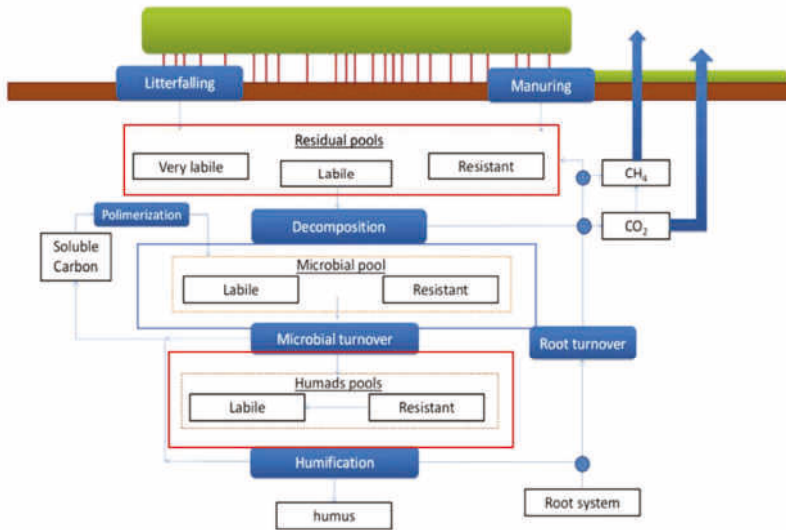 Litterfalling
Manuring
Residual pools
Very labile
Labile
Resistant
CH4
Polimerization
Decomposition
CO2
Soluble
Carbon
Microbial pool
Labile
Resistant
Microbial turnover
Root turnover
Humads pools
Labile
Resistant
Humification
humus
Root system